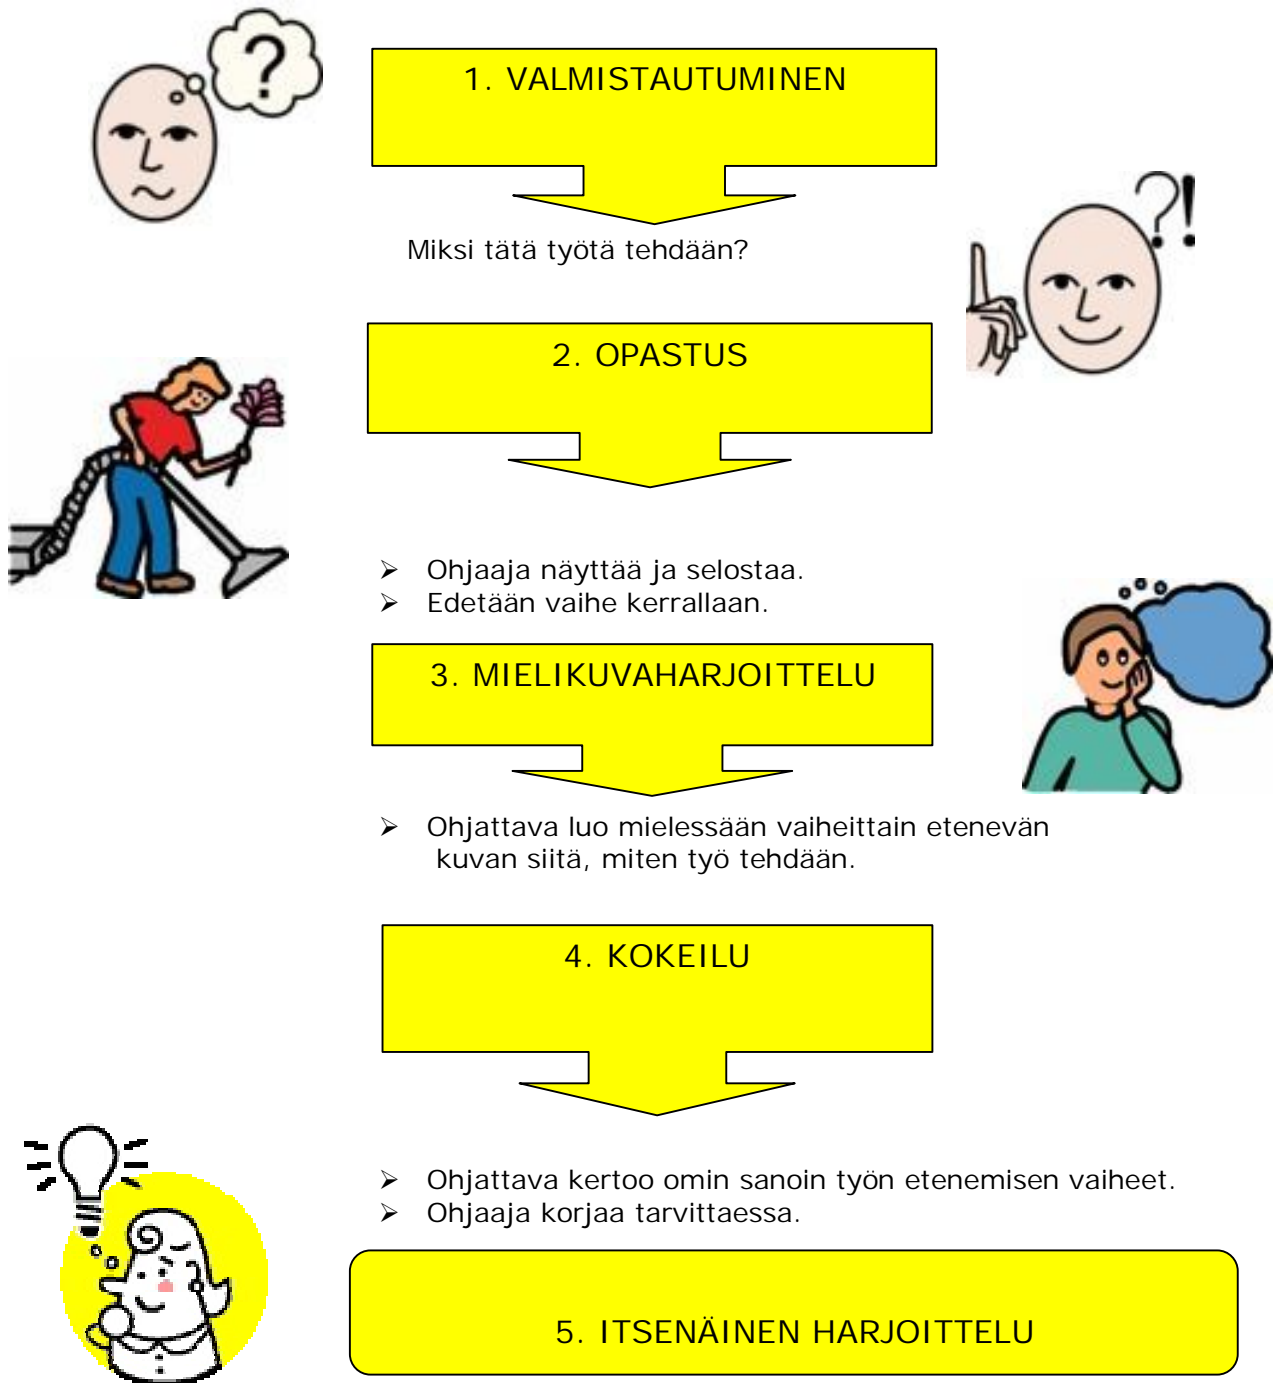 ?
1. VALMISTAUTUMINEN
?!
Miksi tätä työtä tehdään?
2. OPASTUS
➢ Ohjaaja näyttää ja selostaa.
➢ Edetään vaihe kerrallaan.
3. MIELIKUVAHARJOITTELU
➢ Ohjattava luo mielessään vaiheittain etenevän
kuvan siitä, miten työ tehdään.
4. KOKEILU
➢ Ohjattava kertoo omin sanoin työn etenemisen vaiheet.
➢ Ohjaaja korjaa tarvittaessa.
5. ITSENÄINEN HARJOITTELU